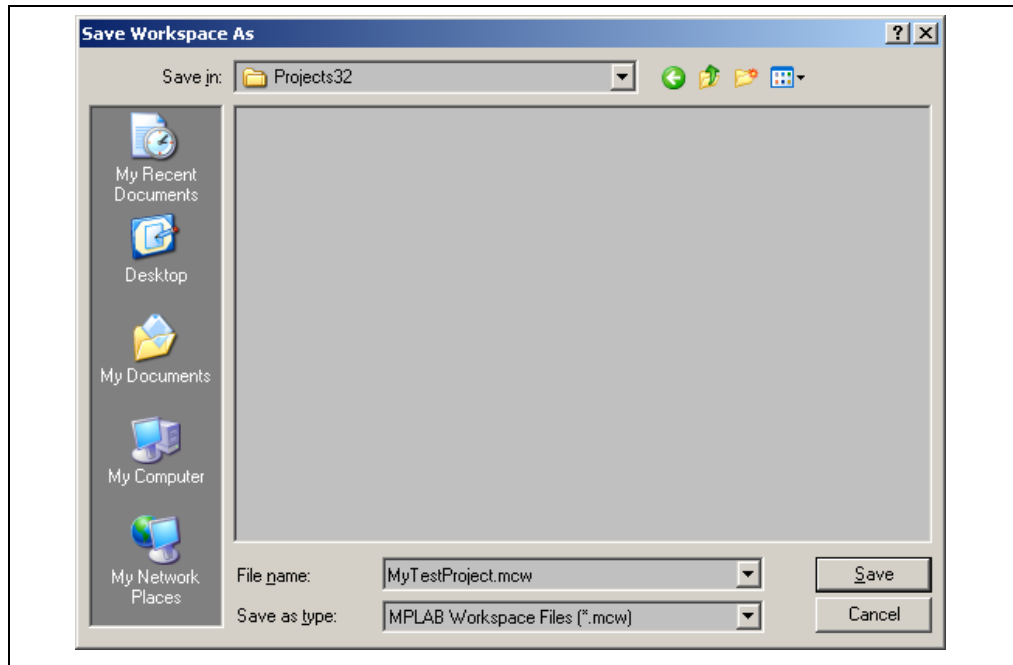 Save Workspace As
Save in: Projects32
My Recent
Documents
Desktop
My Documents
My Computer
My Network
Places
File name: MyTestProject.mcw Save
Save as type: MPLAB Workspace Files (*.mcw) Cancel